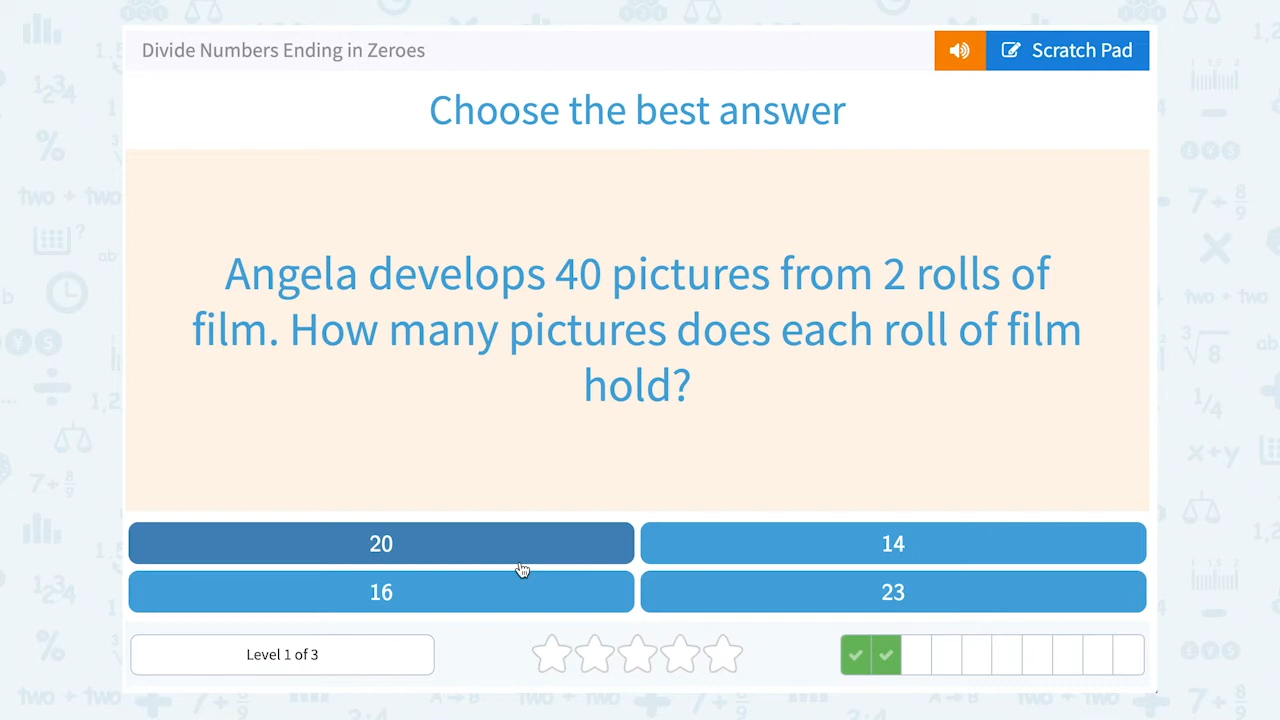 Divide Numbers Ending in Zeroes
Scratch Pad
Choose the best answer
Angela develops 40 pictures from 2 rolls of
film. How many pictures does each roll of film
hold?
20
14
16
23
Level 1 of 3